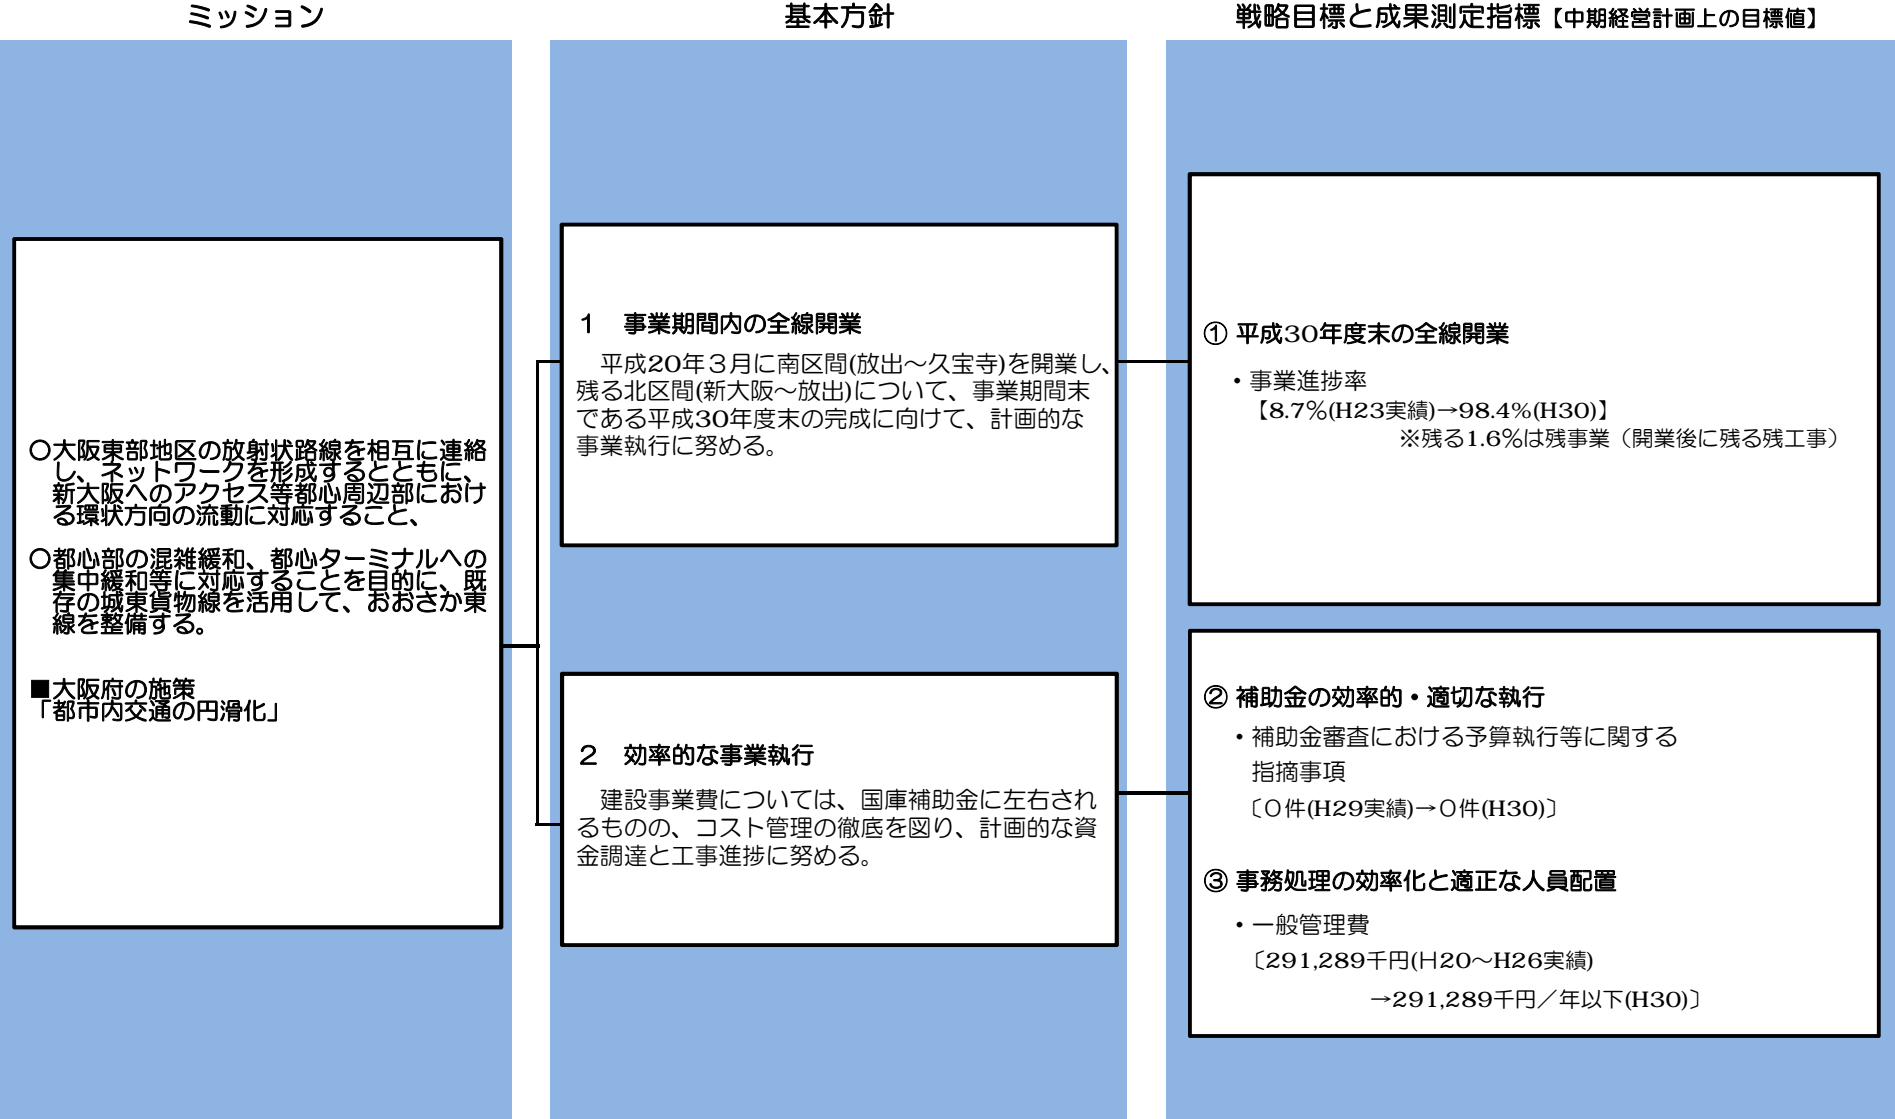 ミッション
基本方針
戦略目標と成果測定指標【中期経営計画上の目標値】
〇大阪東部地区の放射状路線を相互に連絡
し、ネットワークを形成するとともに、
新大阪へのアクセス等都心周辺部におけ
る環状方向の流動に対応すること、
〇都心部の混雑緩和、都心ターミナルへの
集中緩和等に対応することを目的に、既
存の城東貨物線を活用して、おおさか東
線を整備する。
■大阪府の施策
「都市内交通の円滑化」
１　事業期間内の全線開業
平成20年３月に南区間(放出～久宝寺)を開業し、
残る北区間(新大阪～放出)について、事業期間末
である平成30年度末の完成に向けて、計画的な
事業執行に努める。
２　効率的な事業執行
建設事業費については、国庫補助金に左右され
るものの、コスト管理の徹底を図り、計画的な資
金調達と工事進捗に努める。
① 平成30年度末の全線開業
・事業進捗率
【8.7％(H23実績)→98.4%(H30)】
※残る1.6％は残事業（開業後に残る残工事）
② 補助金の効率的・適切な執行
・補助金審査における予算執行等に関する
指摘事項
〔０件(H29実績)→０件(H30)〕
③ 事務処理の効率化と適正な人員配置
・一般管理費
〔291,289千円(Ｈ20～H26実績)
→291,289千円／年以下(H30)〕